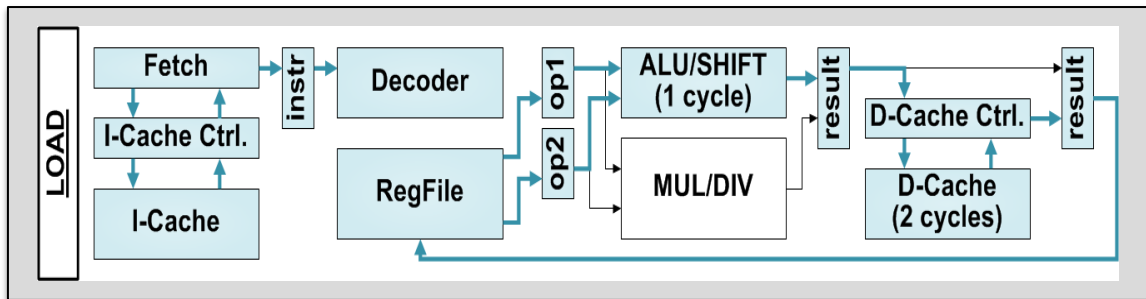 LOAD
Fetch
I-Cache Ctrl.
I-Cache
instr
Decoder
RegFile
op1
op2
ALU/SHIFT
(1 cycle)
MUL/DIV
result
D-Cache Ctrl.
D-Cache
(2 cycles)
result